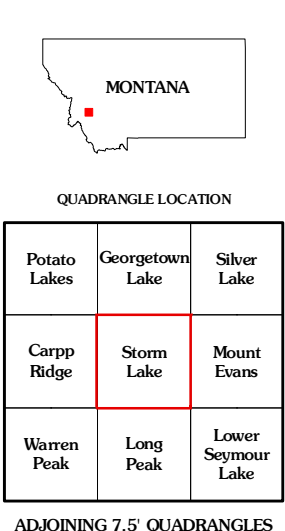 MONTANA
QUADRANGLE LOCATION
Potato
Lakes
Georgetown
Lake
Silver
Lake
Carpp
Ridge
Storm
Lake
Mount
Evans
Warren
Peak
Long
Peak
Lower
Seymour
Lake
ADJOINING 7.5' QUADRANGLES